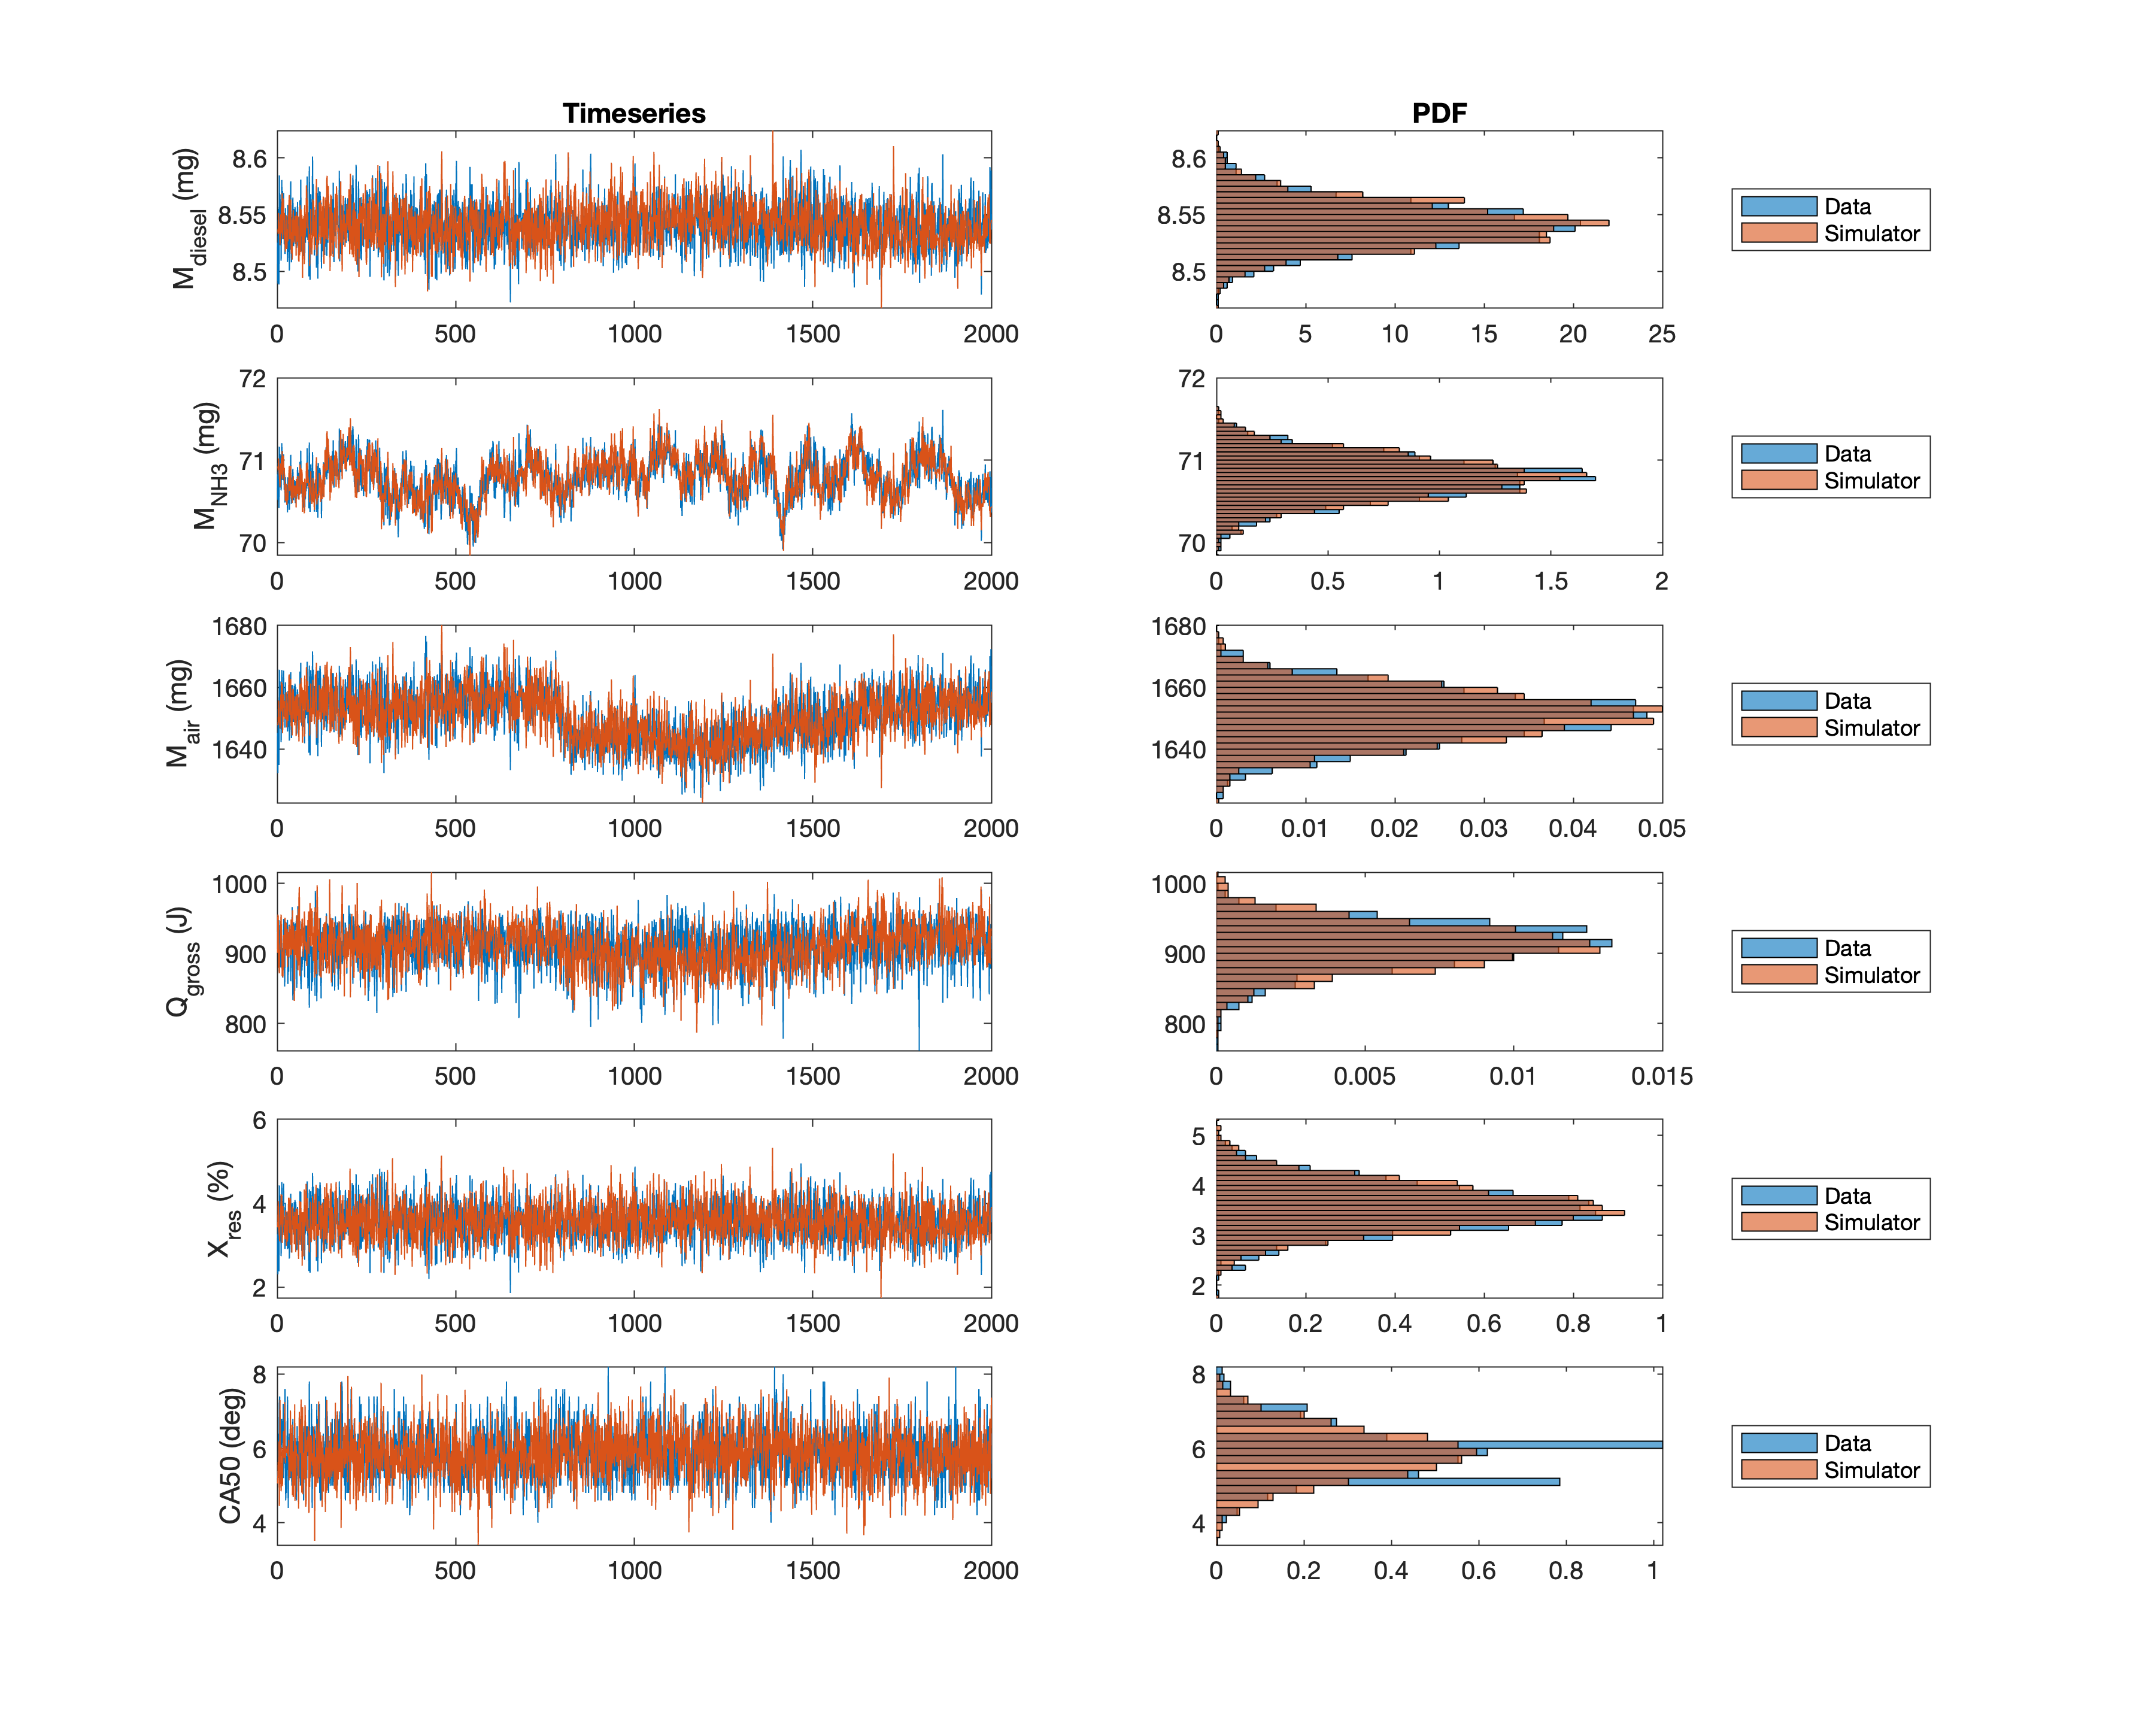 Timeseries
PDF
M_diesel (mg)
8.6
8.55
8.5
0 500 1000 1500 2000
8.6
8.55
8.5
0 5 10 15 20 25
Data
Simulator
M_NH3 (mg)
72
71
70
0 500 1000 1500 2000
72
71
70
0 0.5 1 1.5 2
Data
Simulator
M_air (mg)
1680
1660
1640
0 500 1000 1500 2000
1680
1660
1640
0 0.01 0.02 0.03 0.04 0.05
Data
Simulator
Q_gross (J)
1000
900
800
0 500 1000 1500 2000
1000
900
800
0 0.005 0.01 0.015
Data
Simulator
X_res (%)
6
4
2
0 500 1000 1500 2000
5
4
3
2
0 0.2 0.4 0.6 0.8 1
Data
Simulator
CA50 (deg)
8
6
4
0 500 1000 1500 2000
8
6
4
0 0.2 0.4 0.6 0.8 1
Data
Simulator